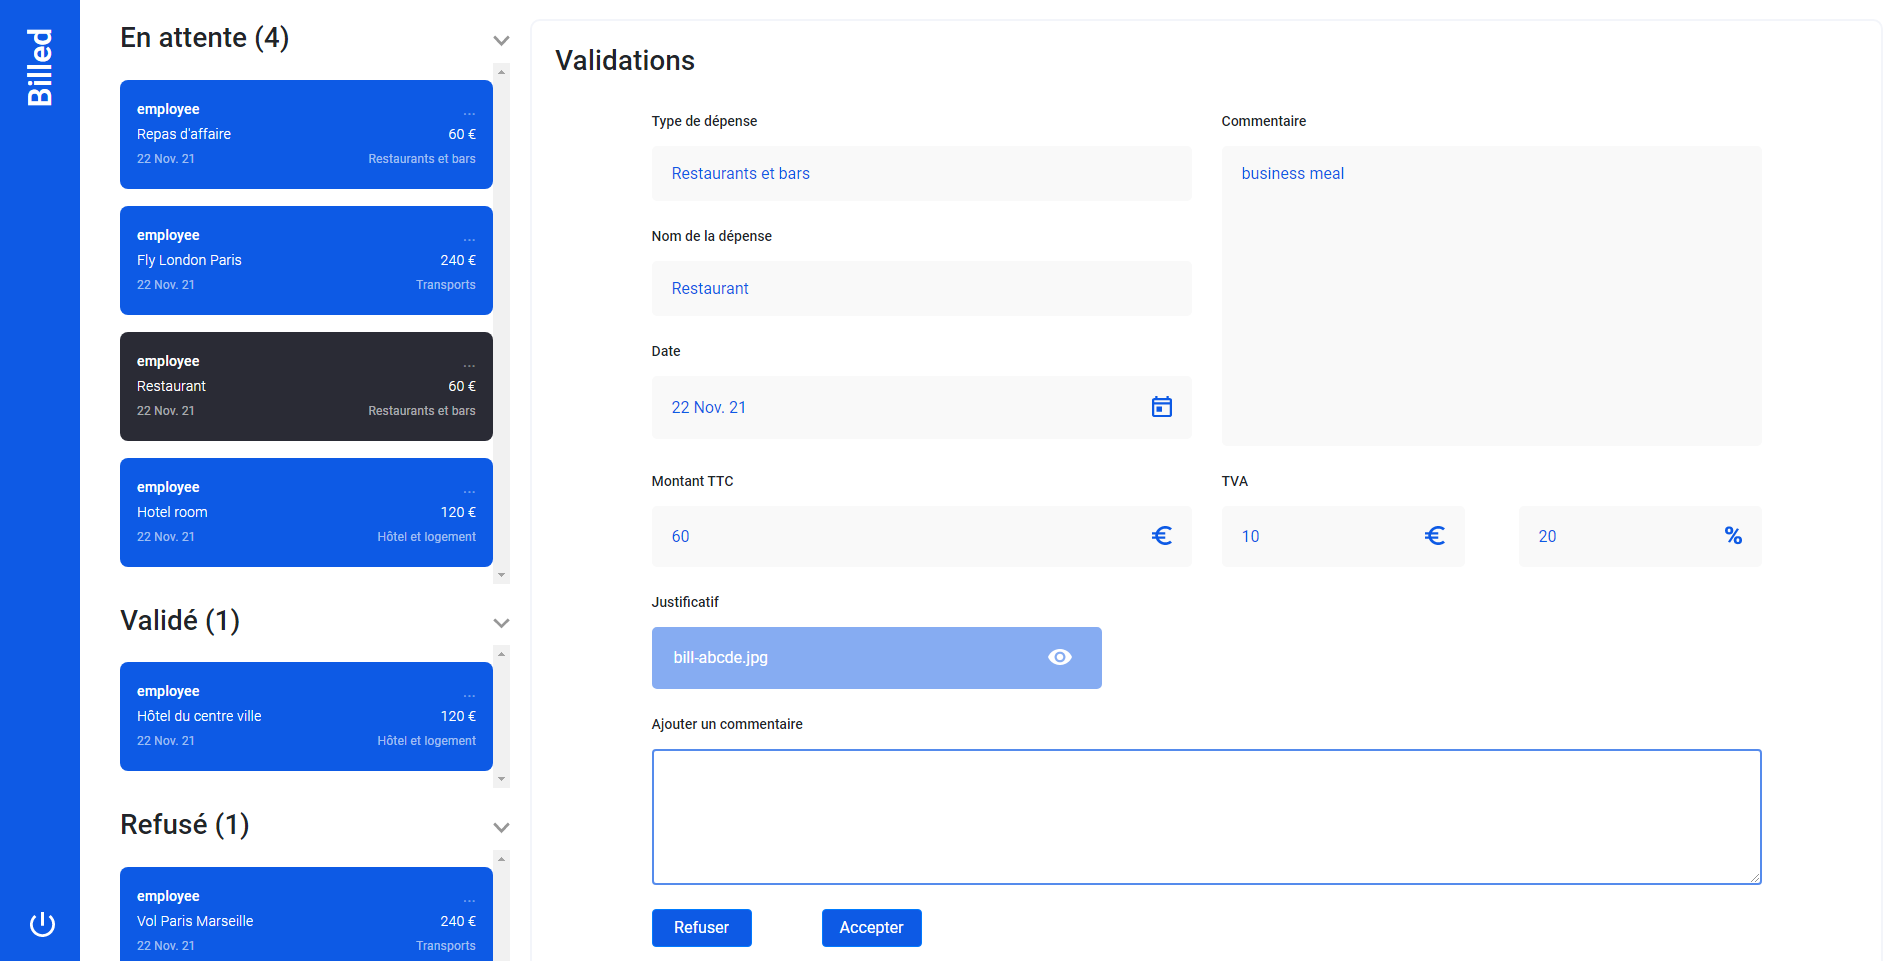 Billed
En attente (4)
employee
...
Repas d'affaire
60 €
22 Nov. 21
Restaurants et bars
employee
...
Fly London Paris
240 €
22 Nov. 21
Transports
employee
...
Restaurant
60 €
22 Nov. 21
Restaurants et bars
employee
...
Hotel room
120 €
22 Nov. 21
Hôtel et logement
Validé (1)
employee
...
Hôtel du centre ville
120 €
22 Nov. 21
Hôtel et logement
Refusé (1)
employee
...
Vol Paris Marseille
240 €
22 Nov. 21
Transports
Validations
Type de dépense
Restaurants et bars
Commentaire
business meal
Nom de la dépense
Restaurant
Date
22 Nov. 21
Montant TTC
60 €
TVA
10 €
20 %
Justificatif
bill-abcde.jpg
Ajouter un commentaire
Refuser
Accepter